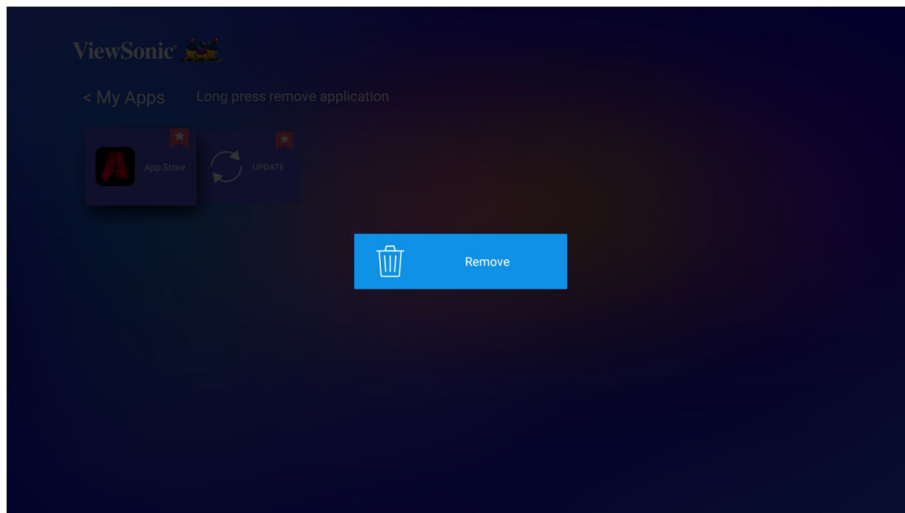 ViewSonic
< My Apps Long press remove application
App Store
UPDATE
Remove